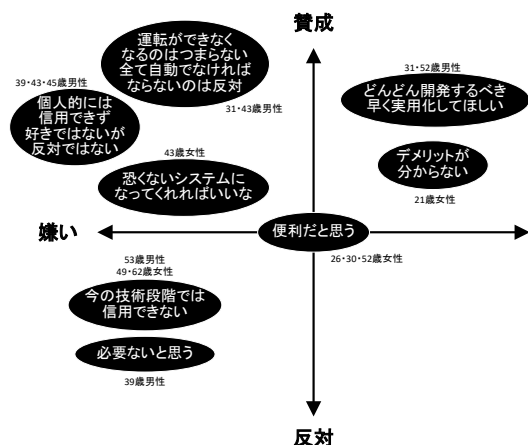 賛成
運転ができなく
なるのはつまらない
全て自動でなければ
ならないのは反対
31・43歳男性
39・43・45歳男性
個人的には
信用できず
好きではないが
反対ではない
31・52歳男性
どんどん開発するべき
早く実用化してほしい
デメリットが
分からない
21歳女性
43歳女性
恐くないシステムに
なってくれればいいな
嫌い
便利だと思う
26・30・52歳女性
53歳男性
49・62歳女性
今の技術段階では
信用できない
必要ないと思う
39歳男性
反対